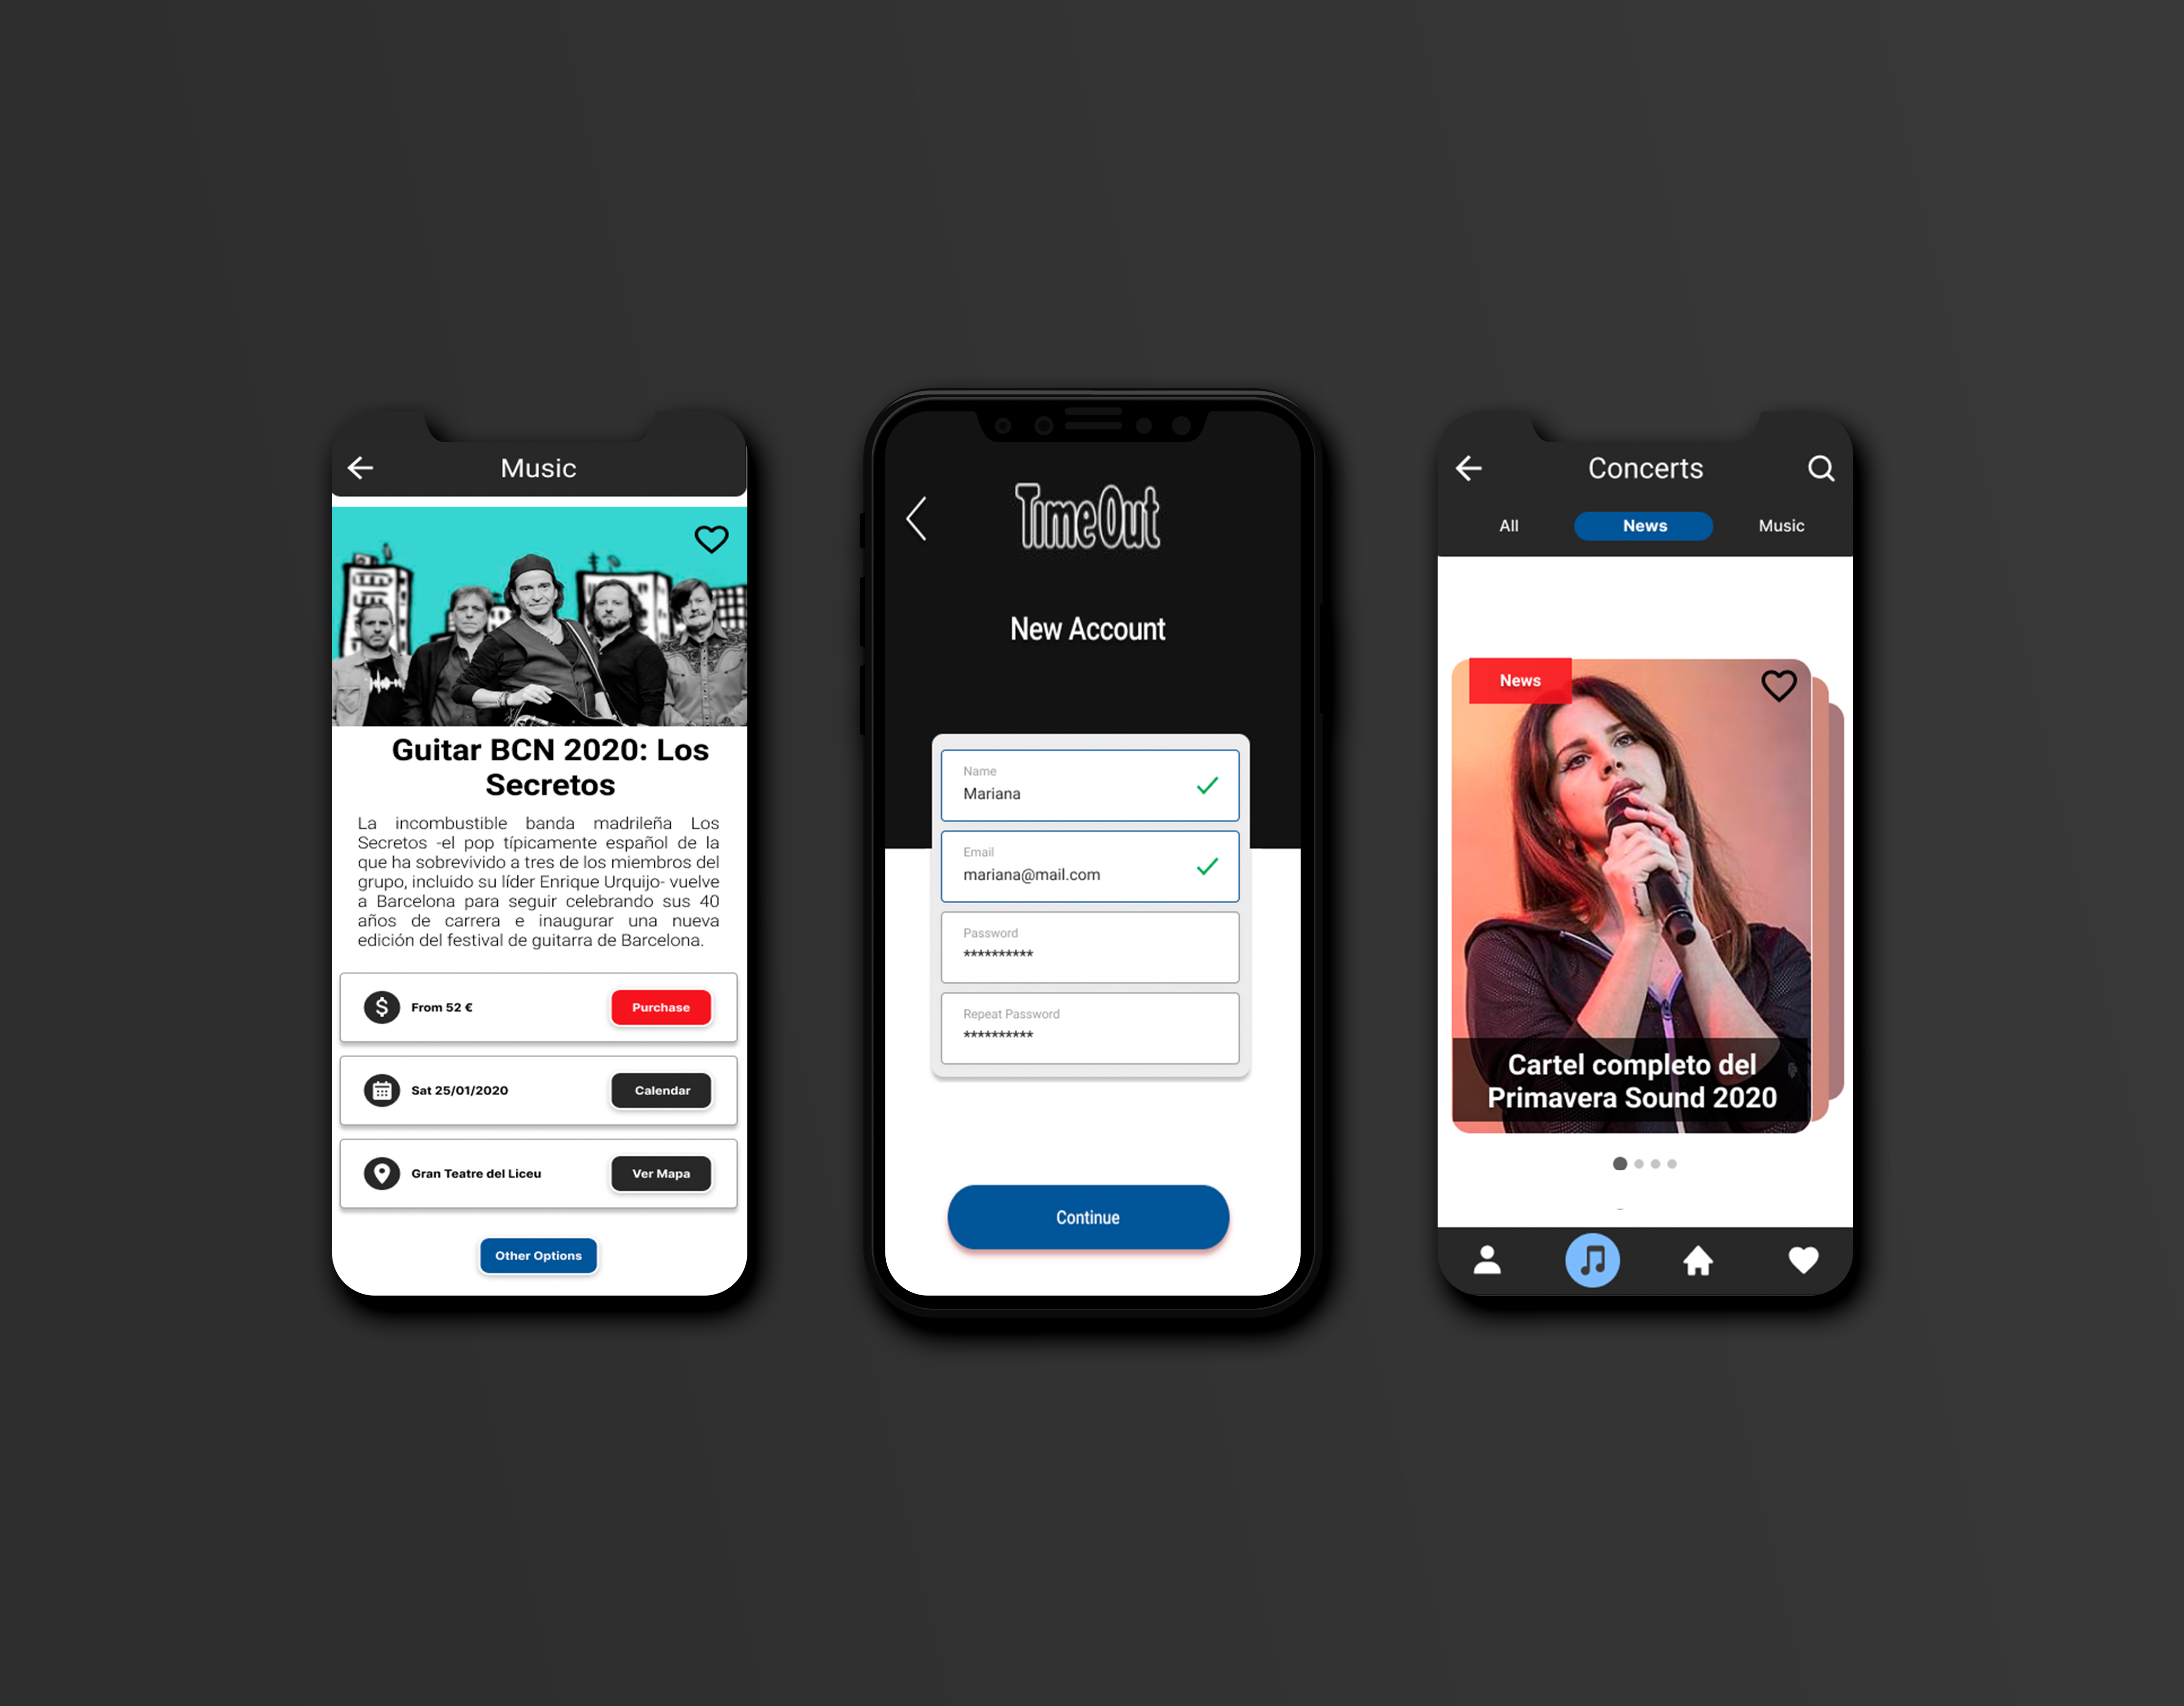 Music
Guitar BCN 2020: Los
Secretos
La incombustible banda madrileña Los
Secretos -el pop típicamente español de la
que ha sobrevivido a tres de los miembros del
grupo, incluido su líder Enrique Urquijo- vuelve
a Barcelona para seguir celebrando sus 40
años de carrera e inaugurar una nueva
edición del festival de guitarra de Barcelona.
From 52 €
Purchase
Sat 25/01/2020
Calendar
Gran Teatre del Liceu
Ver Mapa
Other Options
TimeOut
New Account
Name
Mariana
Email
mariana@mail.com
Password
**********
Repeat Password
**********
Continue
Concerts
All
News
Music
News
Cartel completo del
Primavera Sound 2020